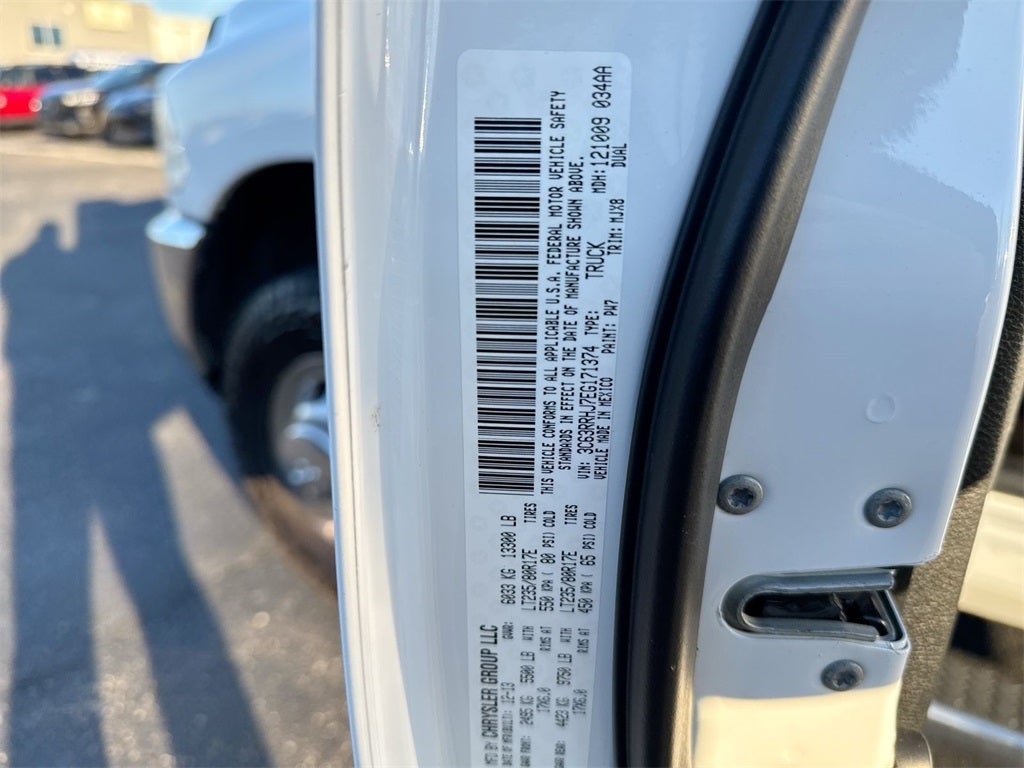 MFD BY CHRYSLER GROUP LLC
DATE OF MFR(BUILT): 12-13 GVWR: 6033 KG 13300 LB
GAWR FRONT: 2495 KG 5500 LB WITH LT235/80R17E TIRES
17X6.0 RIMS AT 550 KPA ( 80 PSI) COLD
GAWR REAR: 4423 KG 9750 LB WITH LT235/80R17E TIRES
17X6.0 RIMS AT 450 KPA ( 65 PSI) COLD
THIS VEHICLE CONFORMS TO ALL APPLICABLE U.S.A. FEDERAL MOTOR VEHICLE SAFETY
STANDARDS IN EFFECT ON THE DATE OF MANUFACTURE SHOWN ABOVE.
VIN: 3C63RRHJ7EG171374 TYPE: TRUCK MDH:121009 034AA
VEHICLE MADE IN MEXICO PAINT: PW7 TRIM: MJX8 DUAL